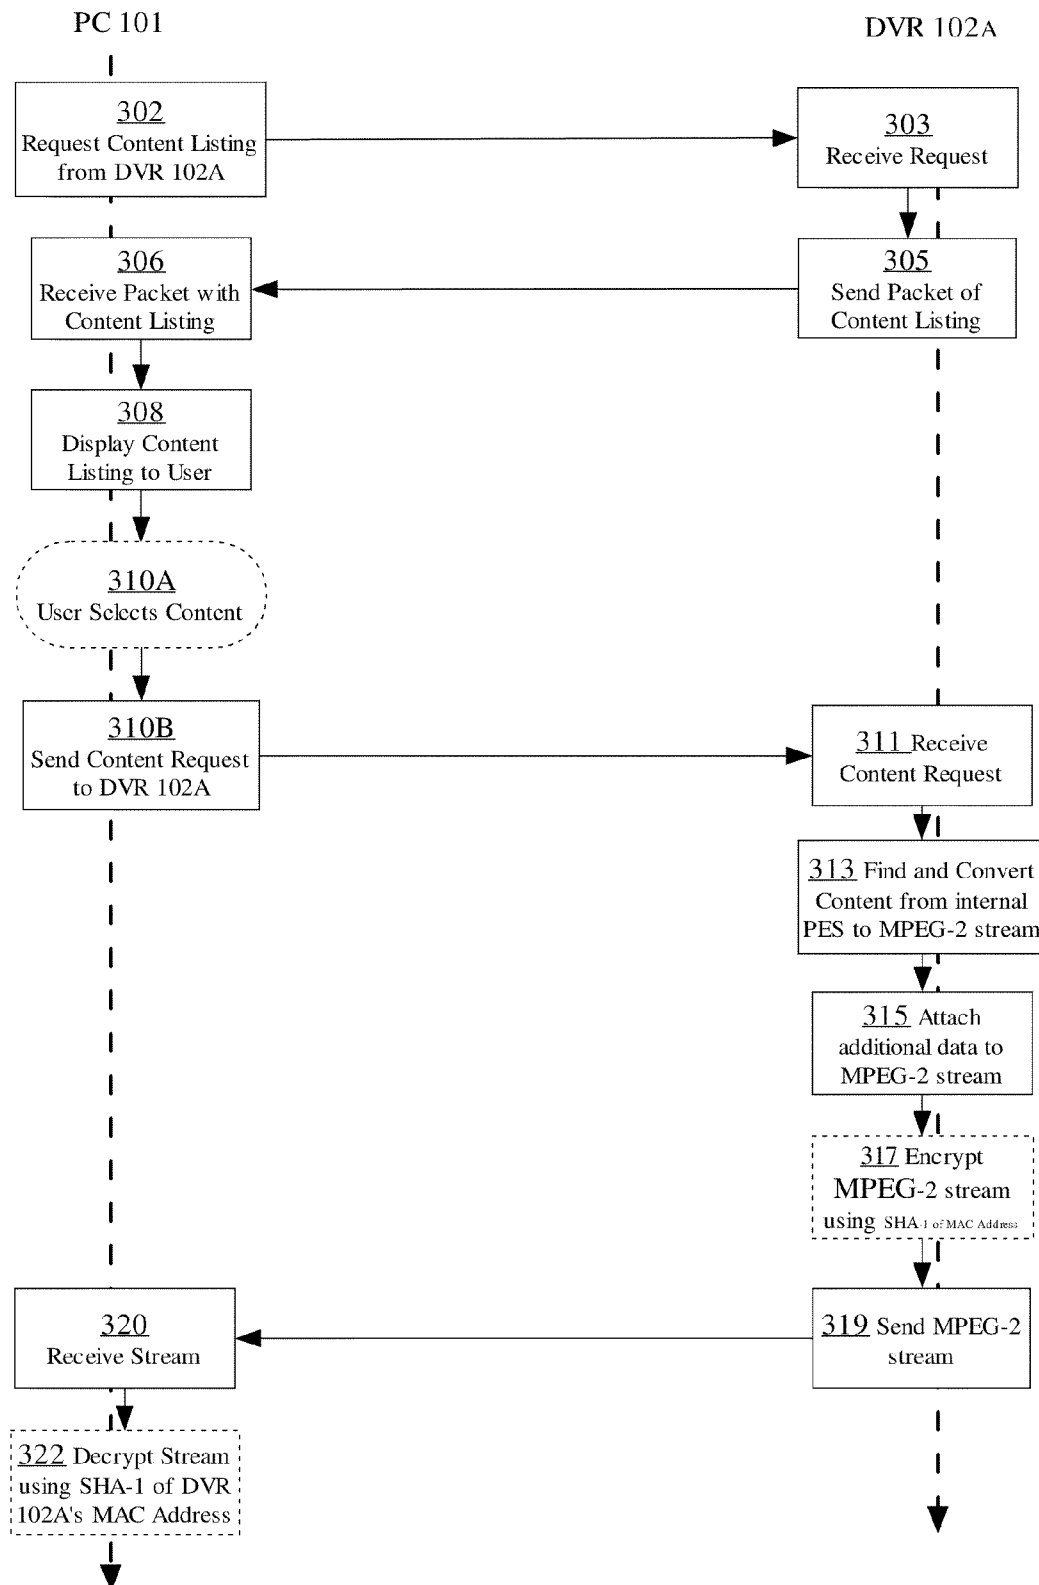 PC 101
DVR 102A
302
Request Content Listing
from DVR 102A
303
Receive Request
306
Receive Packet with
Content Listing
305
Send Packet of
Content Listing
308
Display Content
Listing to User
310A
User Selects Content
310B
Send Content Request
to DVR 102A
311 Receive
Content Request
313 Find and Convert
Content from internal
PES to MPEG-2 stream
315 Attach
additional data to
MPEG-2 stream
317 Encrypt
MPEG-2 stream
using SHA-1 of MAC Address
320
Receive Stream
319 Send MPEG-2
stream
322 Decrypt Stream
using SHA-1 of DVR
102A's MAC Address